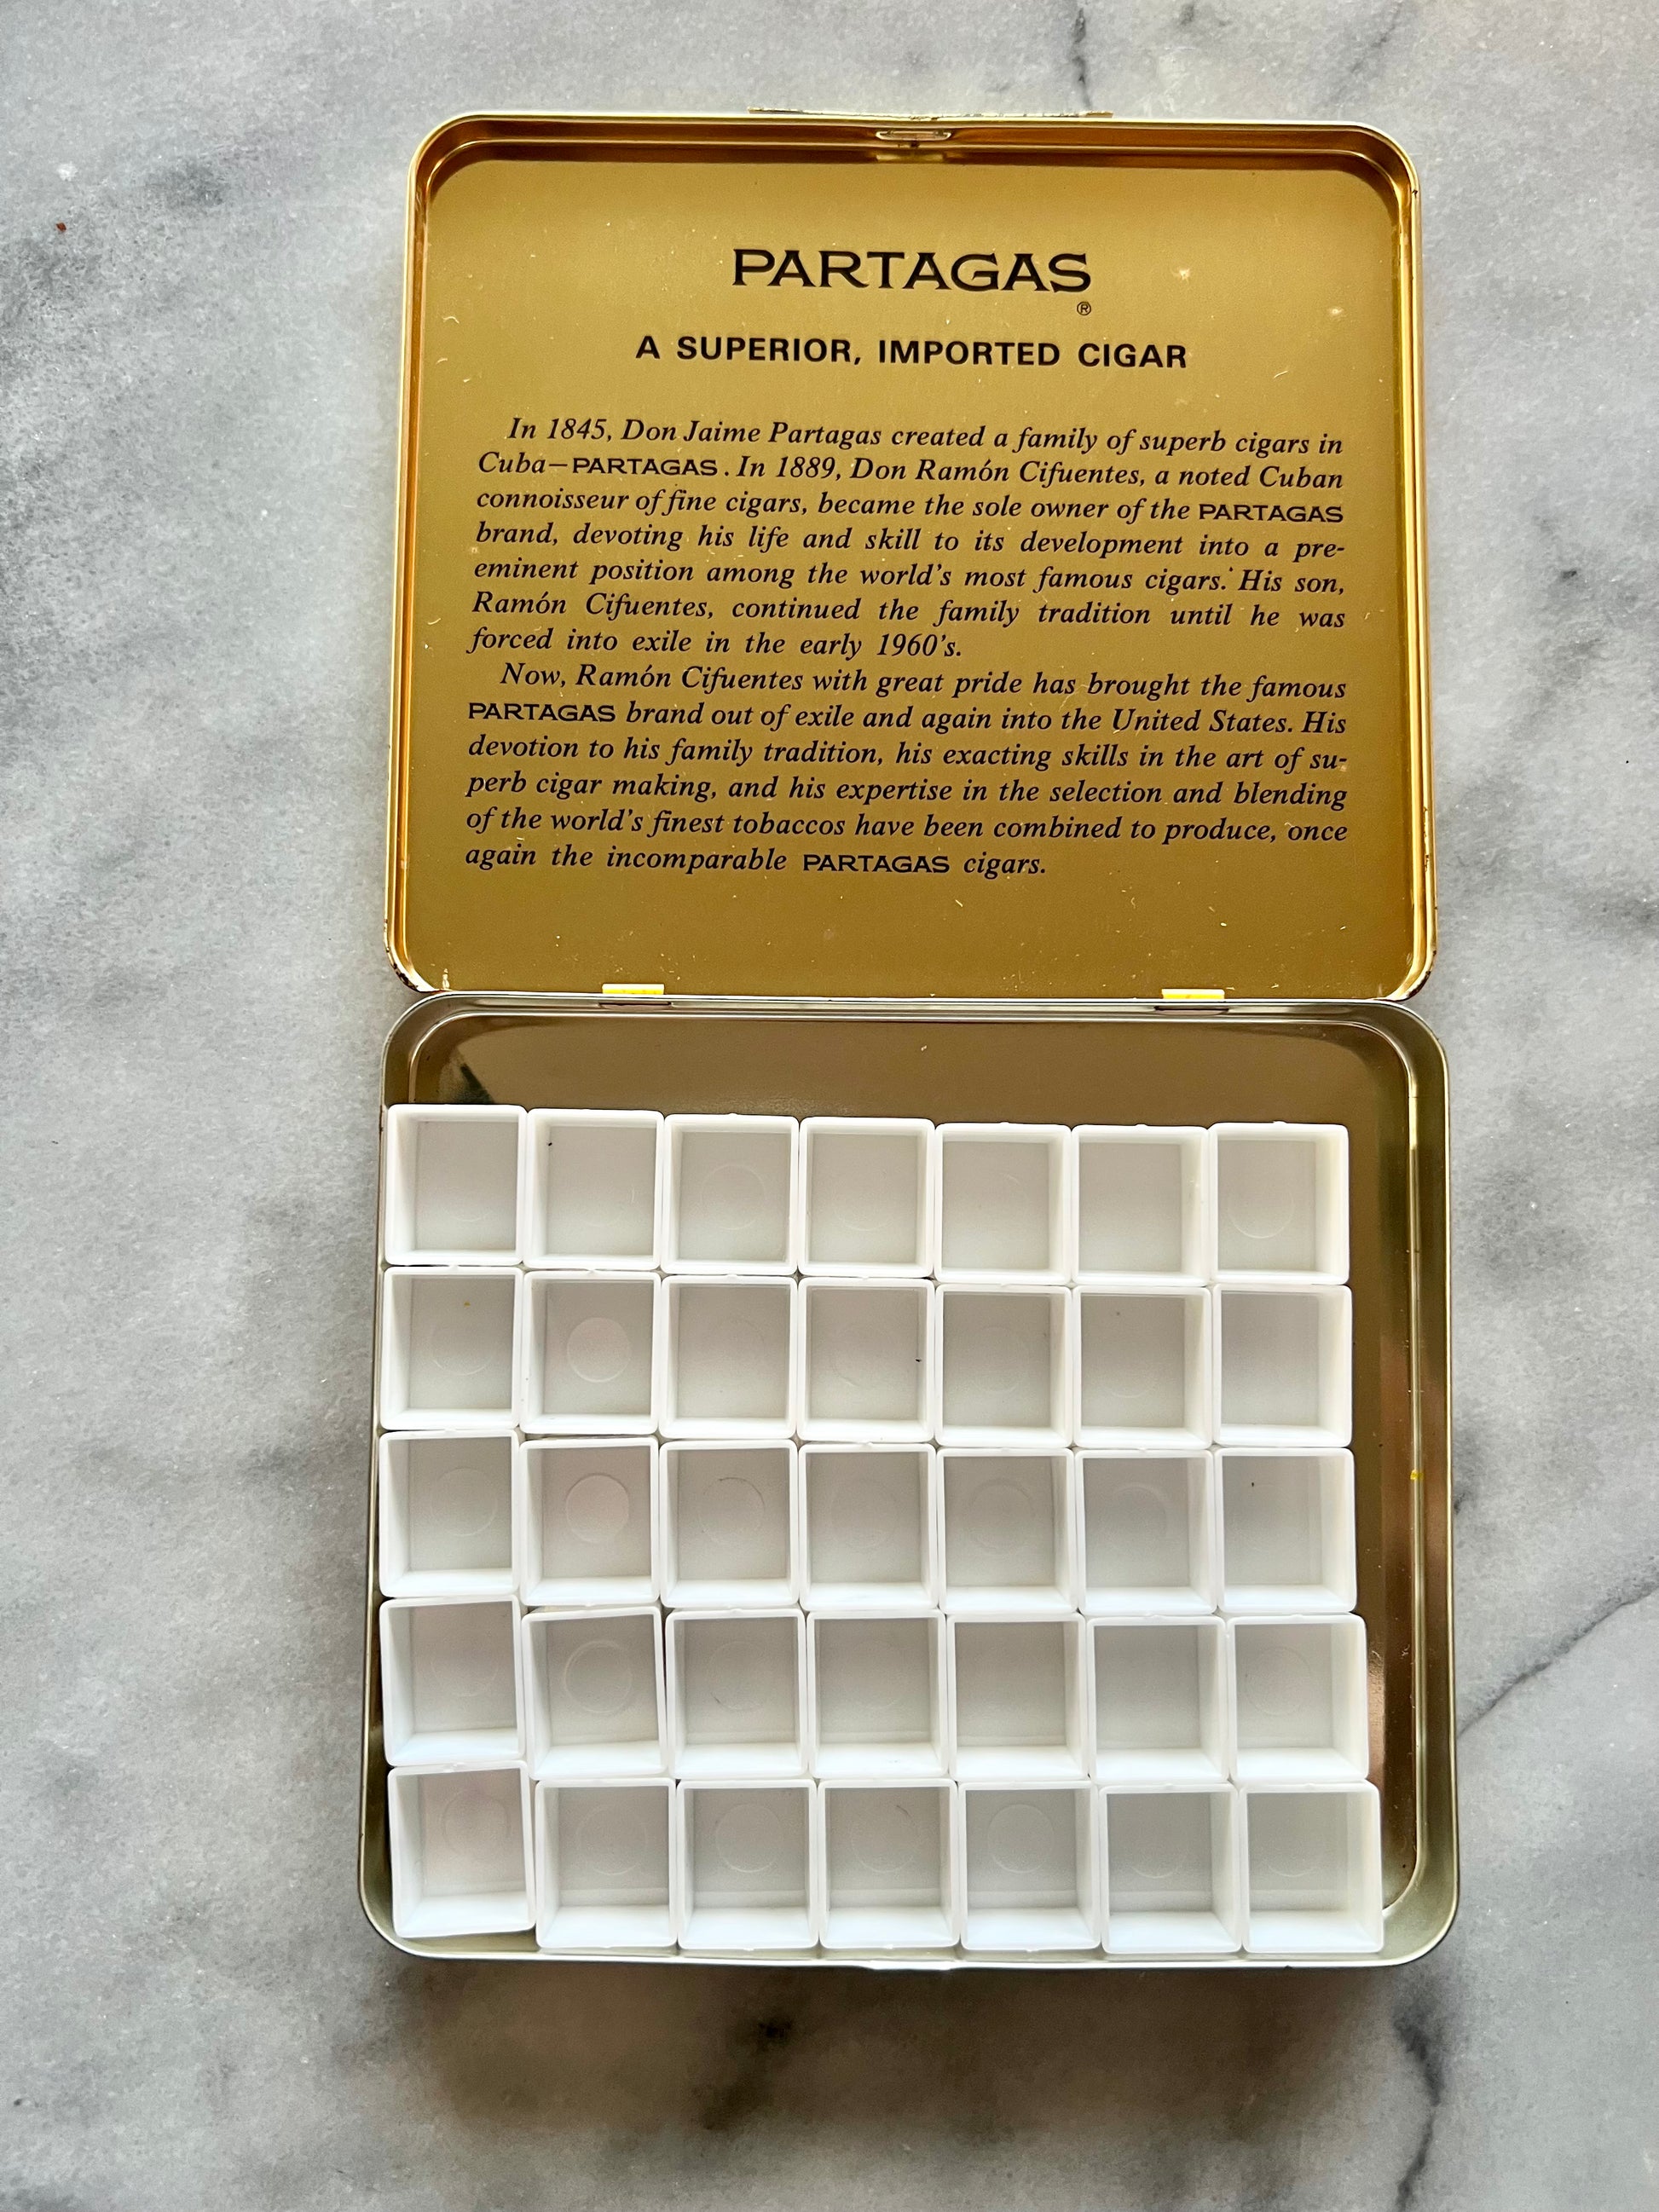 PARTAGAS
®
A SUPERIOR, IMPORTED CIGAR
In 1845, Don Jaime Partagas created a family of superb cigars in
Cuba—PARTAGAS. In 1889, Don Ramón Cifuentes, a noted Cuban
connoisseur of fine cigars, became the sole owner of the PARTAGAS
brand, devoting his life and skill to its development into a pre-
eminent position among the world's most famous cigars. His son,
Ramón Cifuentes, continued the family tradition until he was
forced into exile in the early 1960's.
Now, Ramón Cifuentes with great pride has brought the famous
PARTAGAS brand out of exile and again into the United States. His
devotion to his family tradition, his exacting skills in the art of su-
perb cigar making, and his expertise in the selection and blending
of the world's finest tobaccos have been combined to produce, once
again the incomparable PARTAGAS cigars.